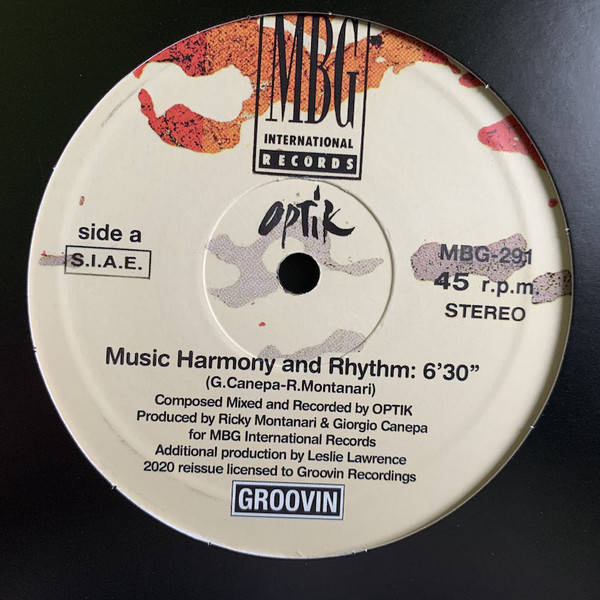 MBG
INTERNATIONAL
RECORDS
OPTiK
side a
S.I.A.E.
MBG-291
45 r.p.m.
STEREO
Music Harmony and Rhythm: 6’30”
(G.Canepa-R.Montanari)
Composed Mixed and Recorded by OPTIK
Produced by Ricky Montanari & Giorgio Canepa
for MBG International Records
Additional production by Leslie Lawrence
2020 reissue licensed to Groovin Recordings
GROOVIN